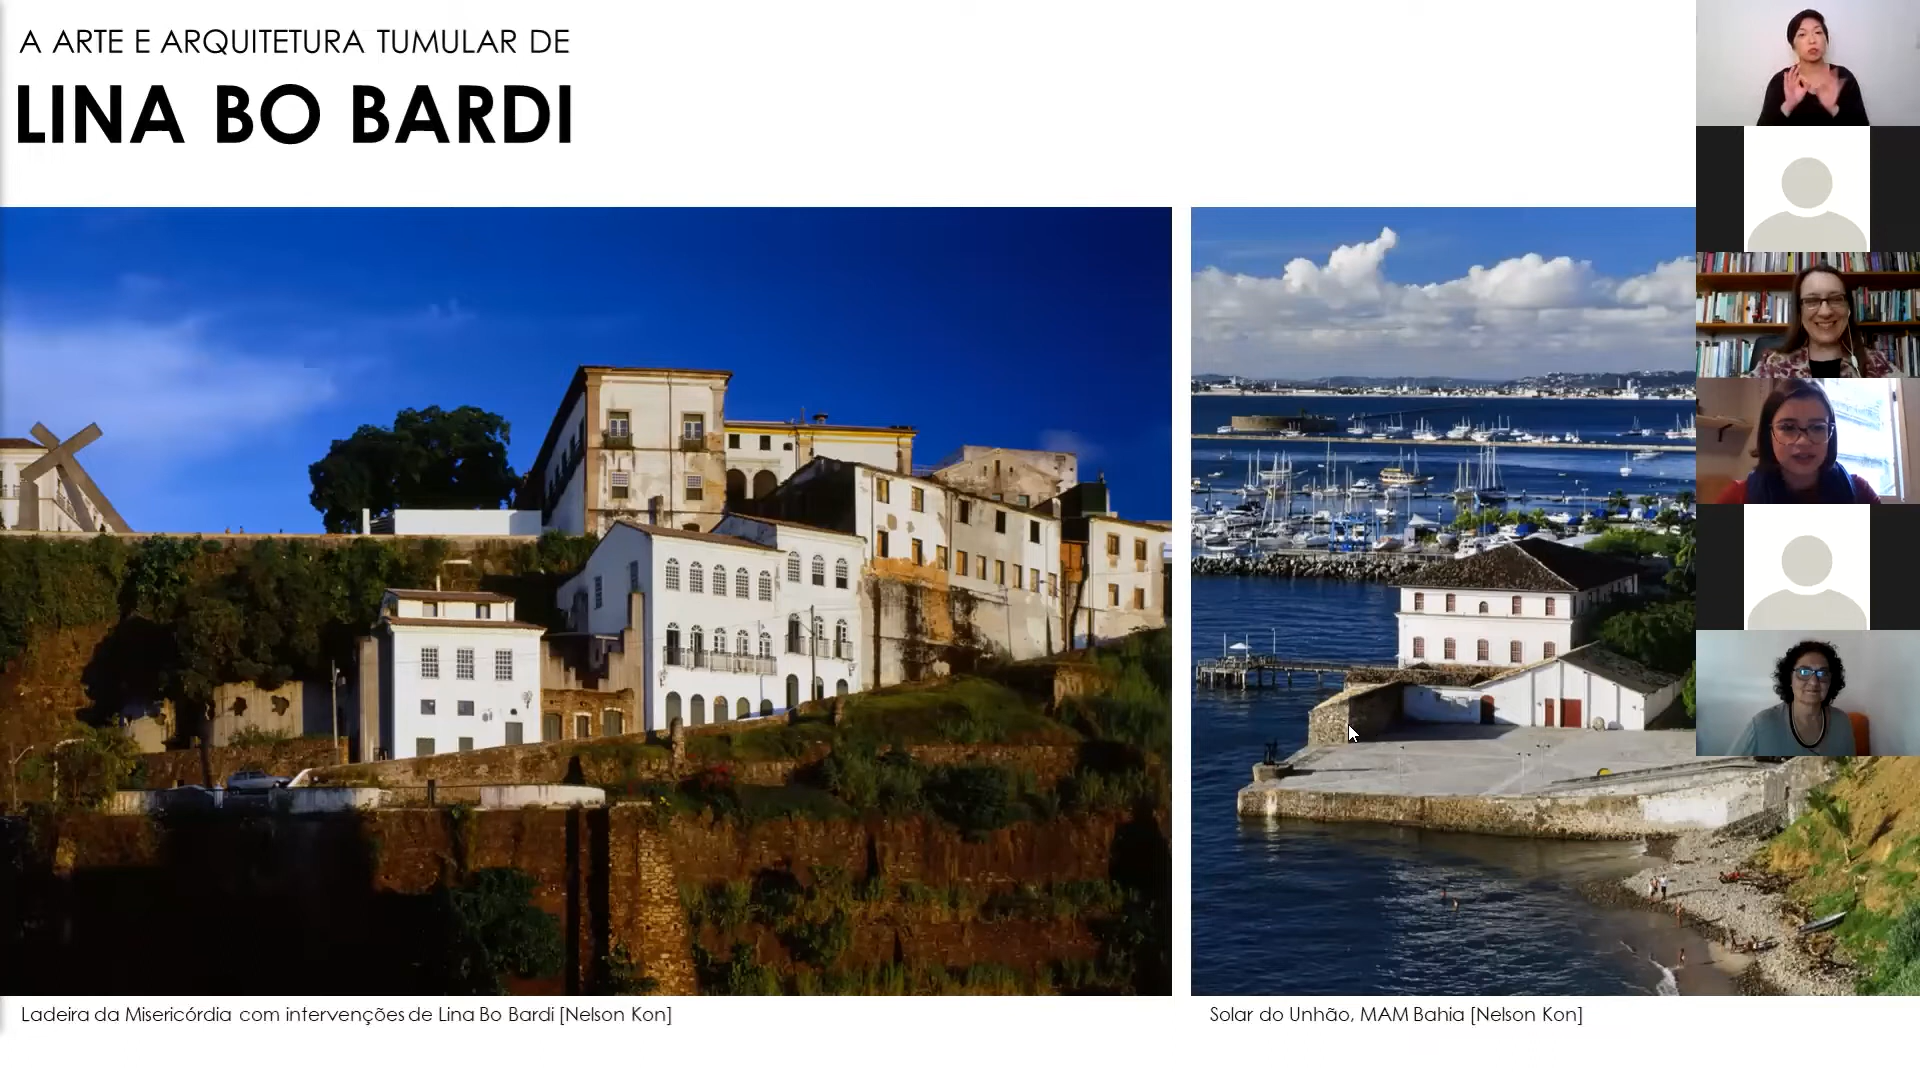 A ARTE E ARQUITETURA TUMULAR DE
LINA BO BARDI
Ladeira da Misericórdia com intervenções de Lina Bo Bardi [Nelson Kon]
Solar do Unhão, MAM Bahia [Nelson Kon]